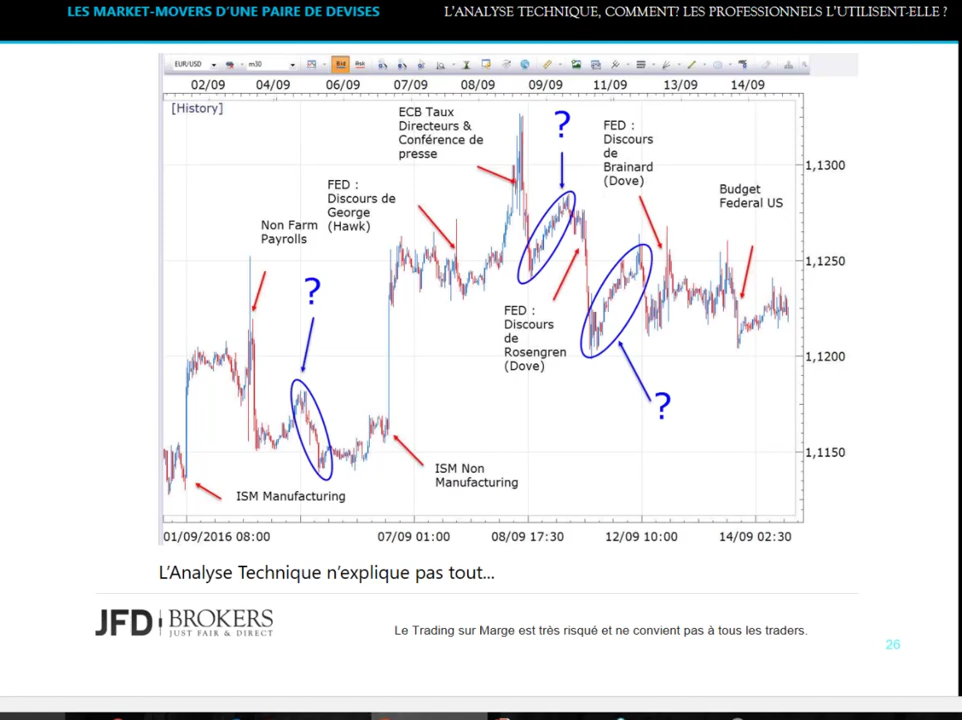 LES MARKET-MOVERS D'UNE PAIRE DE DEVISES
L'ANALYSE TECHNIQUE, COMMENT? LES PROFESSIONNELS L'UTILISENT-ELLE ?
EUR/USD
m30
Bid
Ask
02/09 04/09 06/09 07/09 08/09 09/09 11/09 13/09 14/09
[History]
ECB Taux
Directeurs &
Conférence de
presse
?
FED :
Discours
de
Brainard
(Dove)
1,1300
FED :
Discours de
George
(Hawk)
Budget
Federal US
Non Farm
Payrolls
1,1250
?
FED :
Discours
de
Rosengren
(Dove)
1,1200
?
1,1150
ISM Non
Manufacturing
ISM Manufacturing
01/09/2016 08:00 07/09 01:00 08/09 17:30 12/09 10:00 14/09 02:30
L'Analyse Technique n'explique pas tout...
JFD BROKERS
JUST FAIR & DIRECT
Le Trading sur Marge est très risqué et ne convient pas à tous les traders.
26